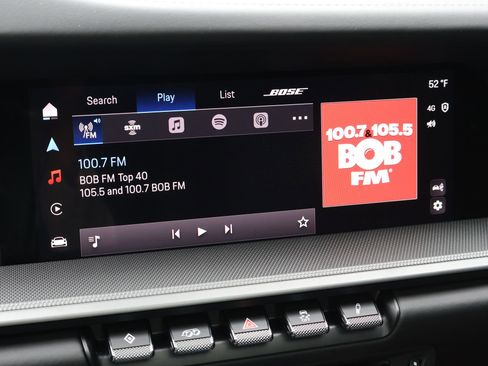 Search Play List BOSE
52 °F
4G
FM
sxm
100.7 FM
BOB FM Top 40
105.5 and 100.7 BOB FM
100.7 & 105.5
BOB
FM